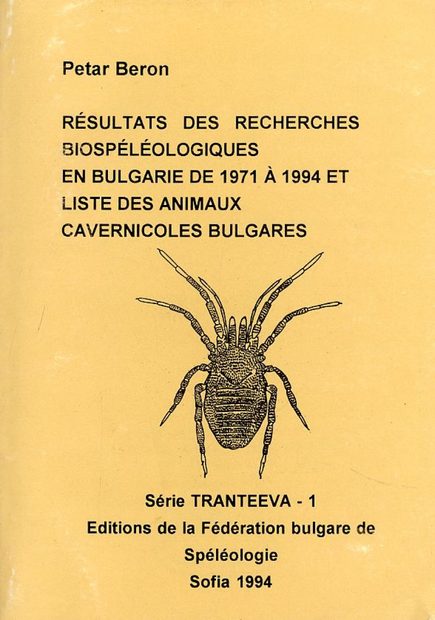 Petar Beron
RÉSULTATS DES RECHERCHES
BIOSPÉLÉOLOGIQUES
EN BULGARIE DE 1971 À 1994 ET
LISTE DES ANIMAUX
CAVERNICOLES BULGARES
Série TRANTEEVA - 1
Editions de la Fédération bulgare de
Spéléologie
Sofia 1994